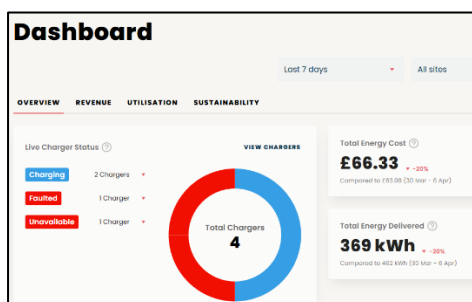 Dashboard
Last 7 days
All sites
OVERVIEW REVENUE UTILISATION SUSTAINABILITY
Live Charger Status
VIEW CHARGERS
Charging 2 Chargers
Faulted 1 Charger
Unavailable 1 Charger
Total Chargers
4
Total Energy Cost
£66.33 -20%
Compared to £83.06 (30 Mar - 6 Apr)
Total Energy Delivered
369 kWh -20%
Compared to 462 kWh (30 Mar - 6 Apr)